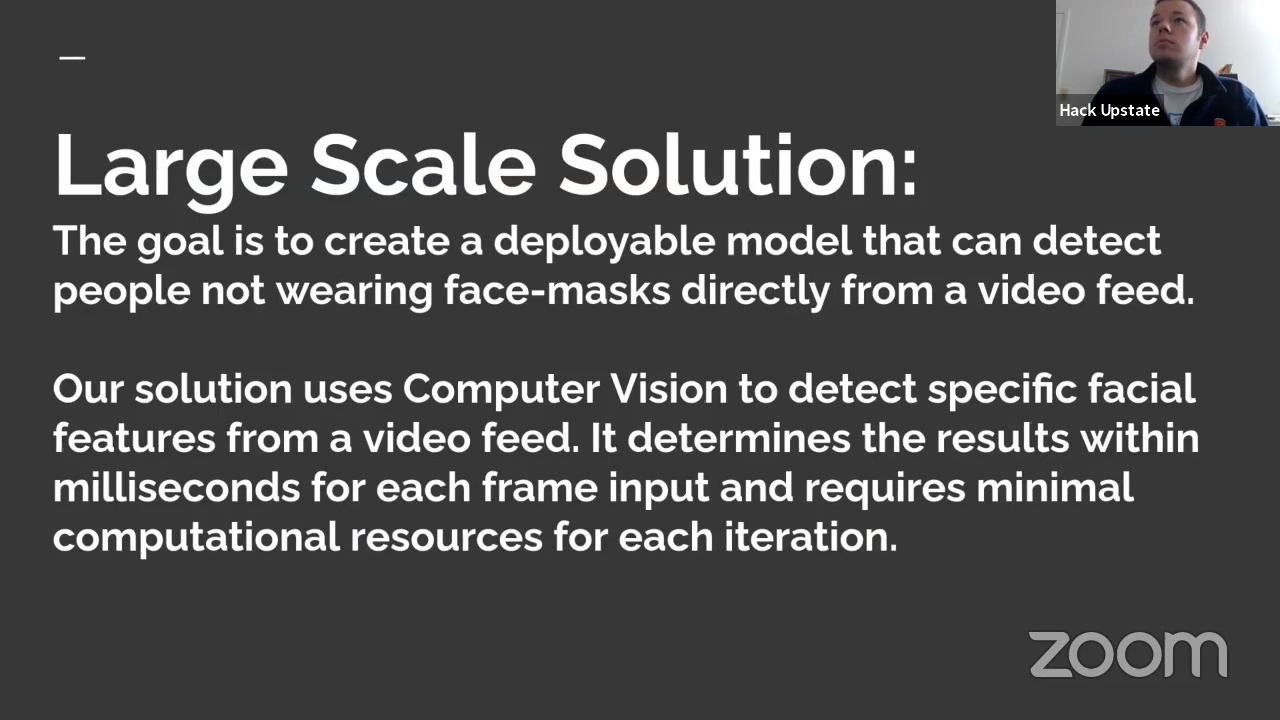 Hack Upstate
Large Scale Solution:
The goal is to create a deployable model that can detect
people not wearing face-masks directly from a video feed.
Our solution uses Computer Vision to detect specific facial
features from a video feed. It determines the results within
milliseconds for each frame input and requires minimal
computational resources for each iteration.
zoom